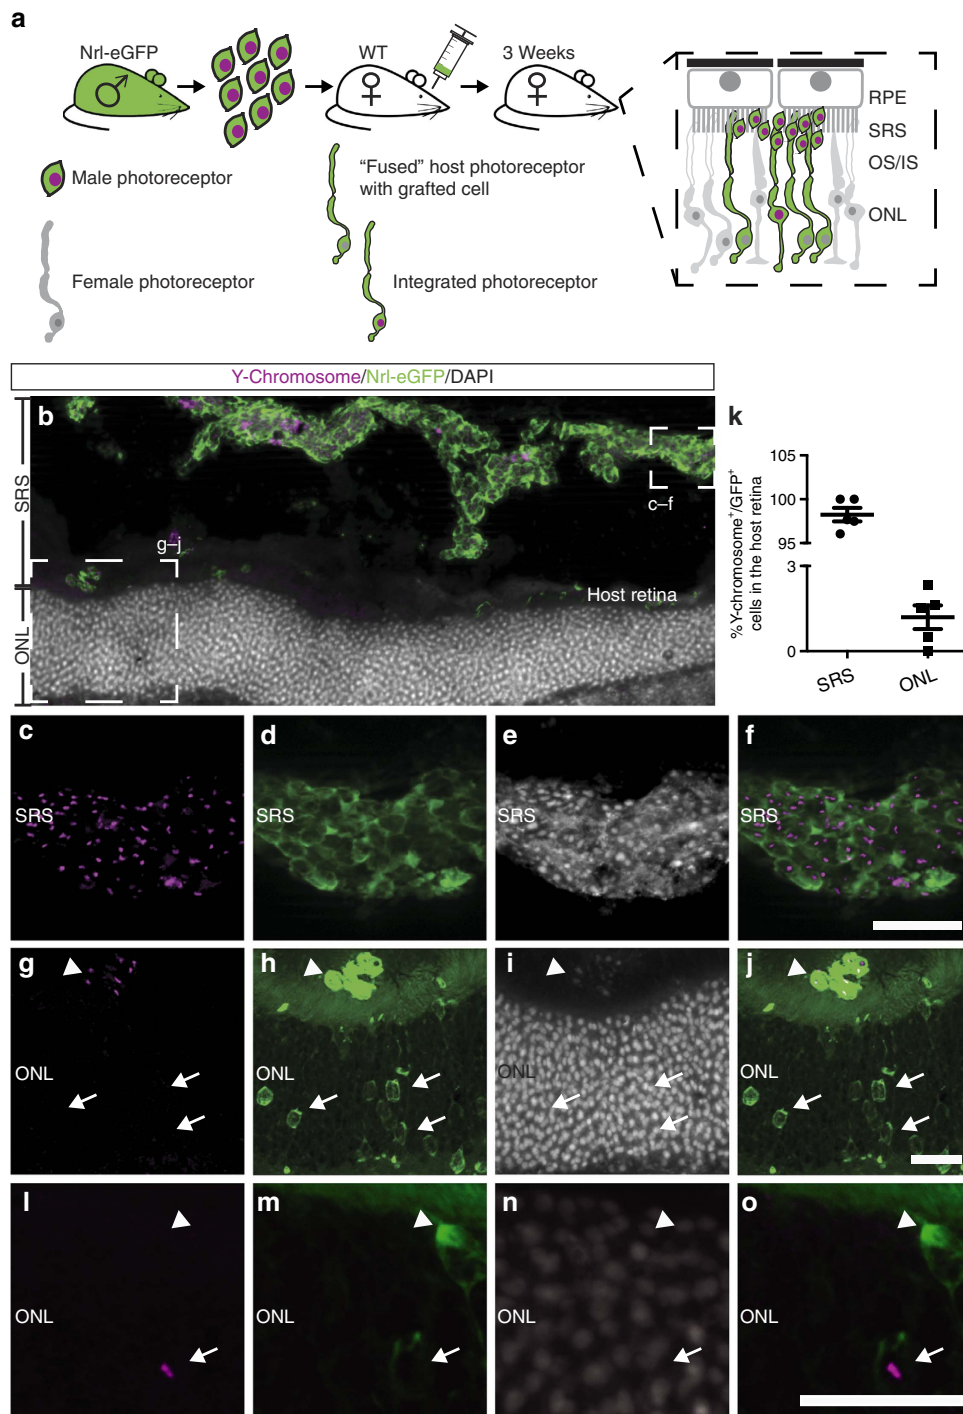 a
Nrl-eGFP
WT
3 Weeks
Male photoreceptor
"Fused" host photoreceptor
with grafted cell
Female photoreceptor
Integrated photoreceptor
RPE
SRS
OS/IS
ONL
Y-Chromosome/Nrl-eGFP/DAPI
b
SRS
ONL
c–f
g–j
Host retina
k
%Y-chromosome+/GFP+
cells in the host retina
105
100
95
3
0
SRS
ONL
c
SRS
d
SRS
e
SRS
f
SRS
g
ONL
h
ONL
i
ONL
j
ONL
l
ONL
m
ONL
n
ONL
o
ONL